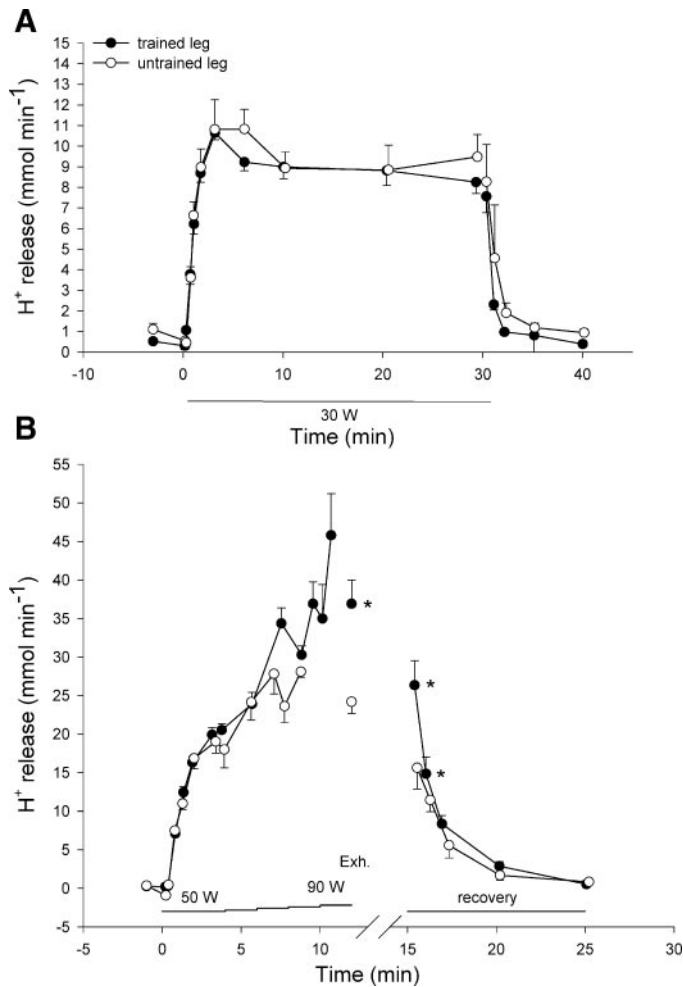 A
trained leg
untrained leg
H+ release (mmol min−1)
15
14
13
12
11
10
9
8
7
6
5
4
3
2
1
0
-10 0 10 20 30 40
30 W
Time (min)
B
H+ release (mmol min−1)
55
50
45
40
35
30
25
20
15
10
5
0
-5
*
*
*
Exh.
50 W 90 W recovery
-5 0 5 10 15 20 25 30
Time (min) Time (min)